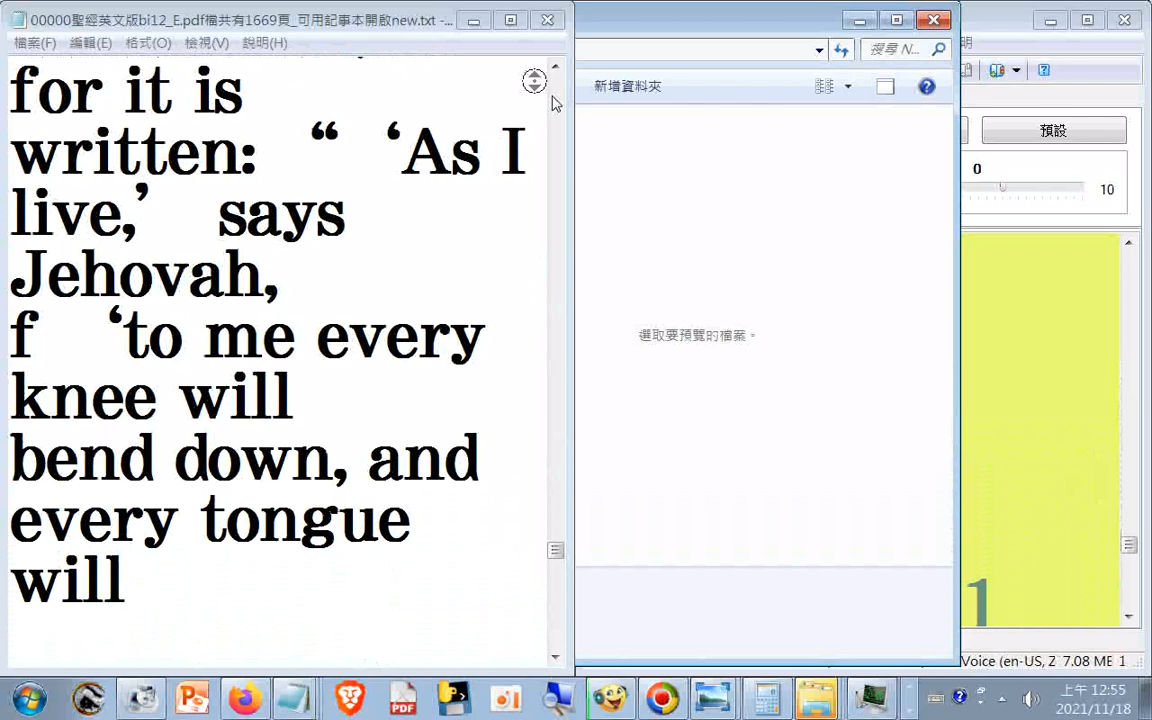 00000聖經英文版bi12_E.pdf檔共有1669頁_可用記事本開啟new.txt -...
檔案(F) 編輯(E) 格式(O) 檢視(V) 說明(H)
for it is
written: “ ‘As I
live,’ says
Jehovah,
f ‘to me every
knee will
bend down, and
every tongue
will
搜尋 N...
新增資料夾
選取要預覽的檔案。
明
預設
0
10
1
Voice (en-US, Z 7.08 ME 1
PDF
上午 12:55
2021/11/18